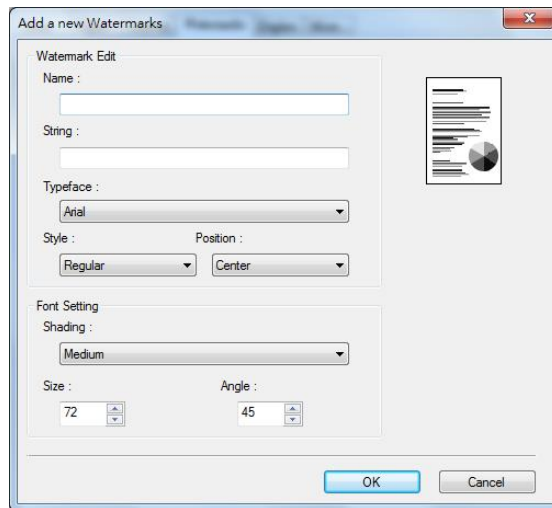 Add a new Watermarks
Watermark Edit
Name :
String :
Typeface :
Arial
Style : Position :
Regular Center
Font Setting
Shading :
Medium
Size : Angle :
72 45
OK Cancel